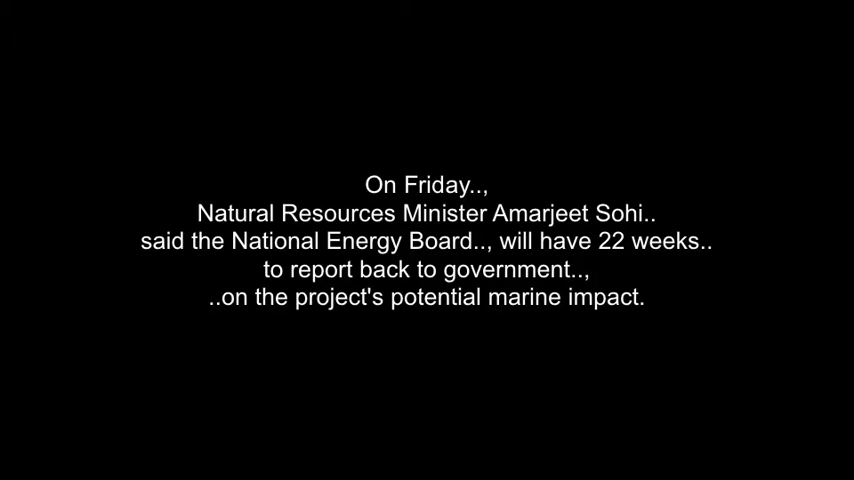 On Friday..,
Natural Resources Minister Amarjeet Sohi..
said the National Energy Board.., will have 22 weeks..
to report back to government..,
..on the project's potential marine impact.